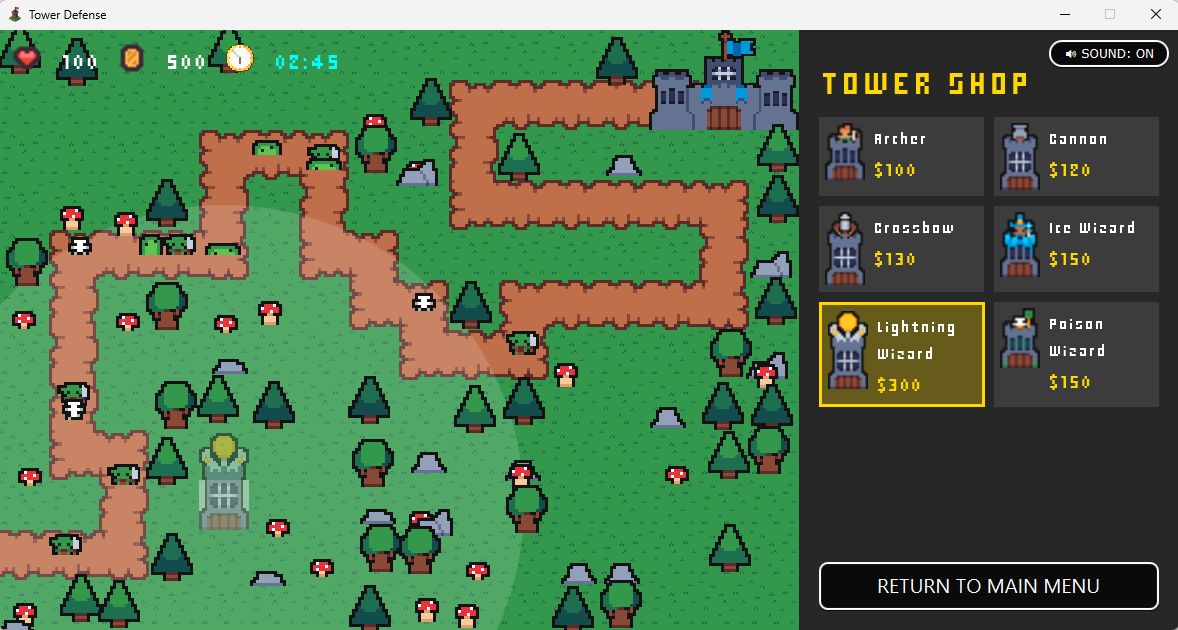 Tower Defense
100
500
02:45
SOUND: ON
TOWER SHOP
Archer
$100
Cannon
$120
Crossbow
$130
Ice Wizard
$150
Lightning
Wizard
$300
Poison
Wizard
$150
RETURN TO MAIN MENU